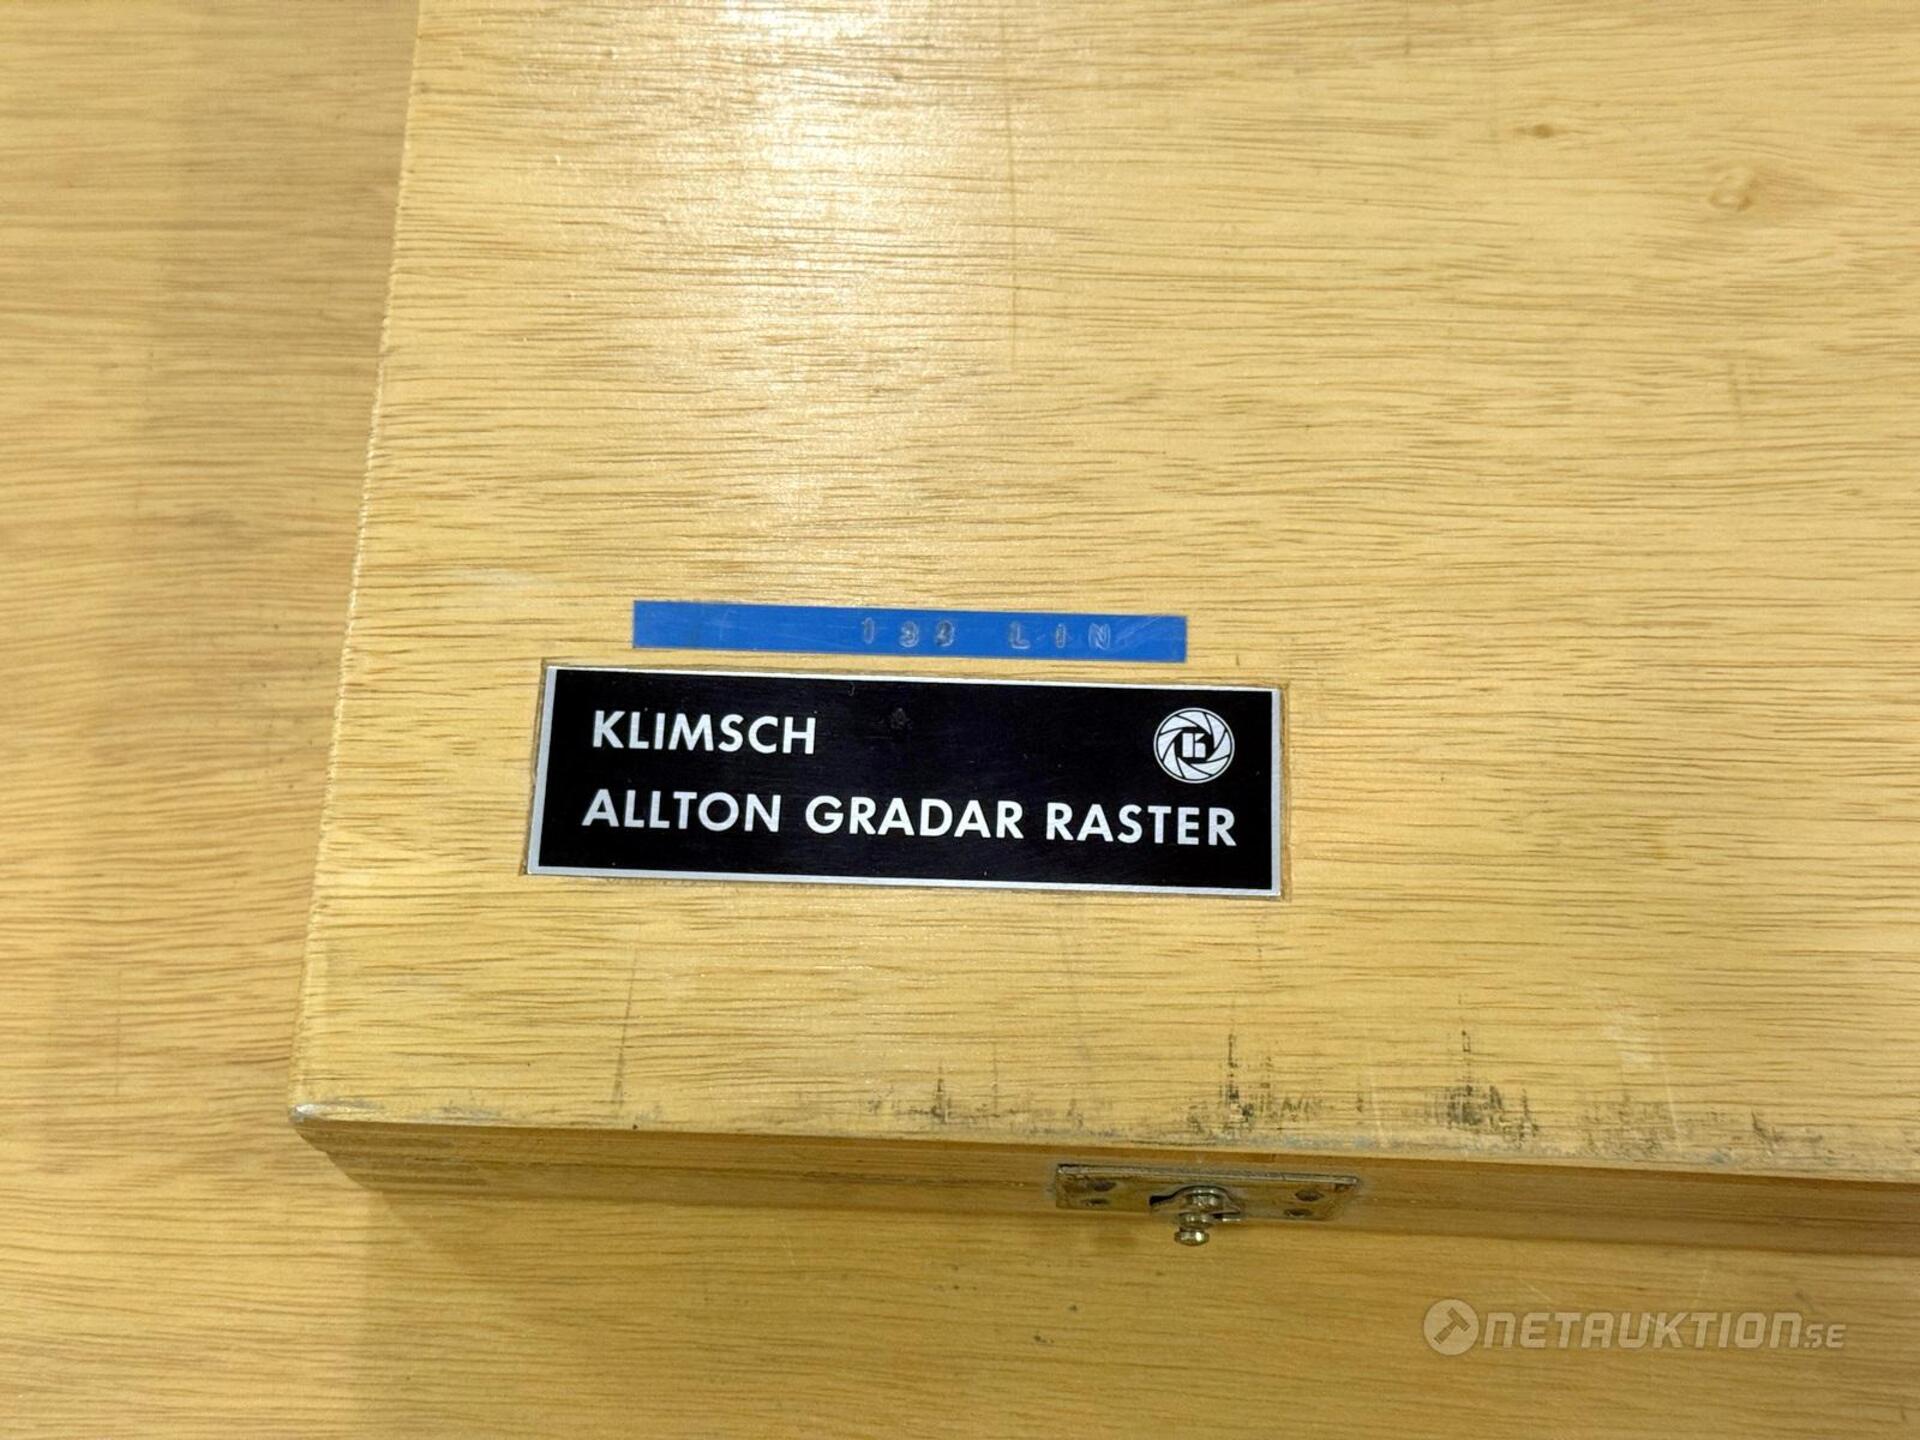 133 LIN
KLIMSCH
ALLTON GRADAR RASTER
NETAUKTION.SE